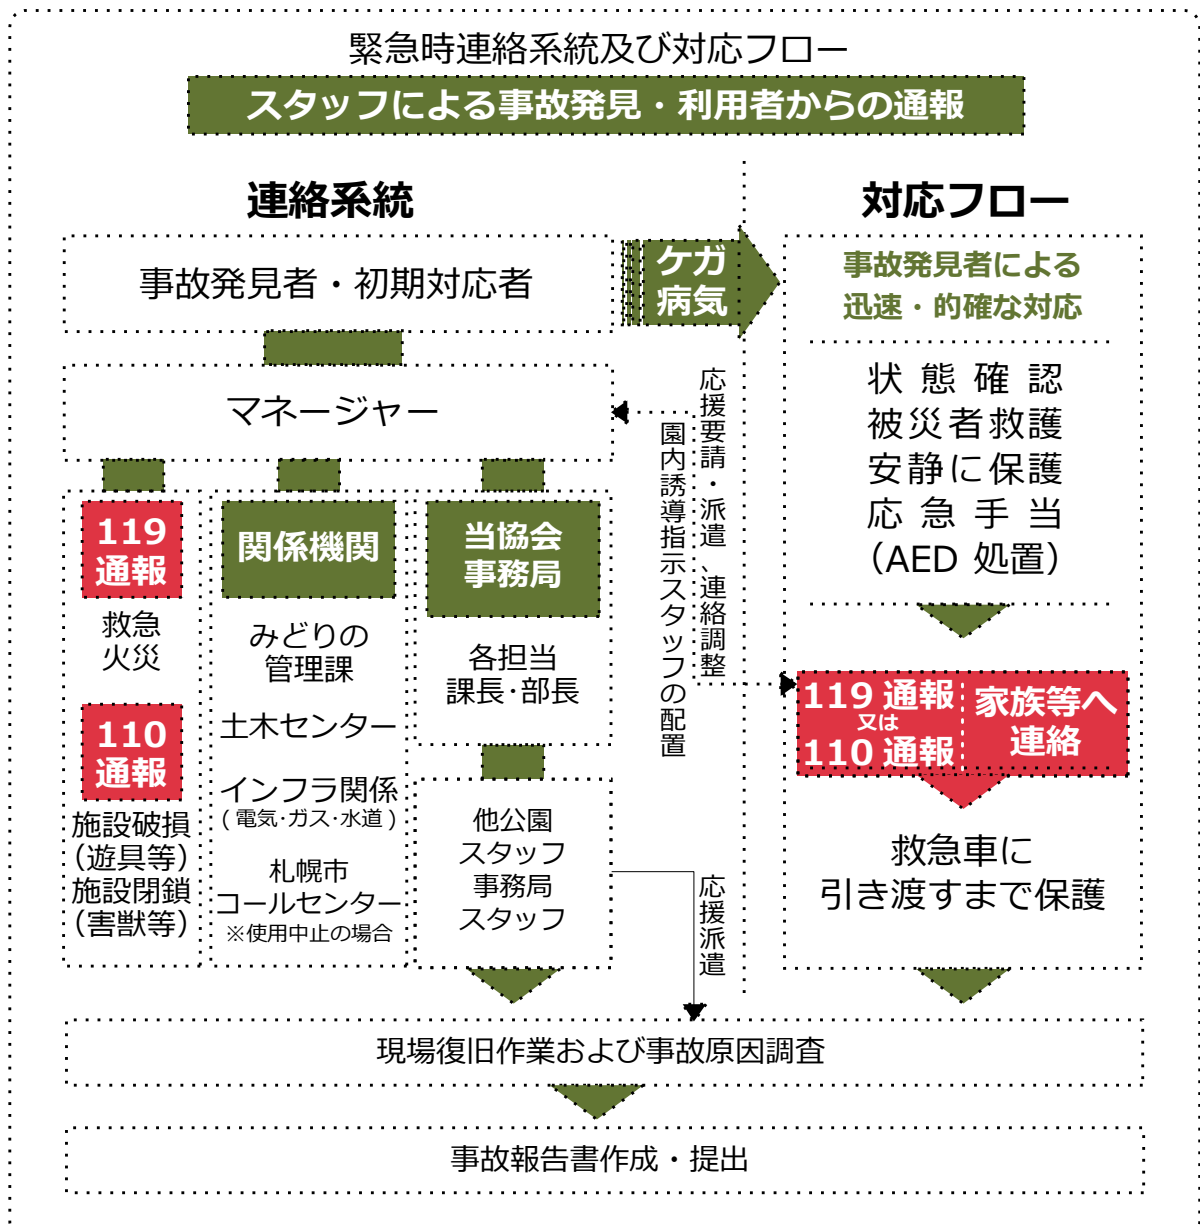 緊急時連絡系統及び対応フロー
スタッフによる事故発見・利用者からの通報
連絡系統
事故発見者・初期対応者
ケガ
病気
マネージャー
119
通報
救急
火災
110
通報
施設破損
（遊具等）
施設閉鎖
（害獣等）
関係機関
みどりの
管理課
土木センター
インフラ関係
(電気･ガス･水道)
札幌市
コールセンター
※使用中止の場合
当協会
事務局
各担当
課長･部長
他公園
スタッフ
事務局
スタッフ
応援要請・派遣、連絡調整
園内誘導指示スタッフの配置
応援派遣
対応フロー
事故発見者による
迅速・的確な対応
状態確認
被災者救護
安静に保護
応急手当
（AED 処置）
119 通報
又は
110 通報
家族等へ
連絡
救急車に
引き渡すまで保護
現場復旧作業および事故原因調査
事故報告書作成・提出